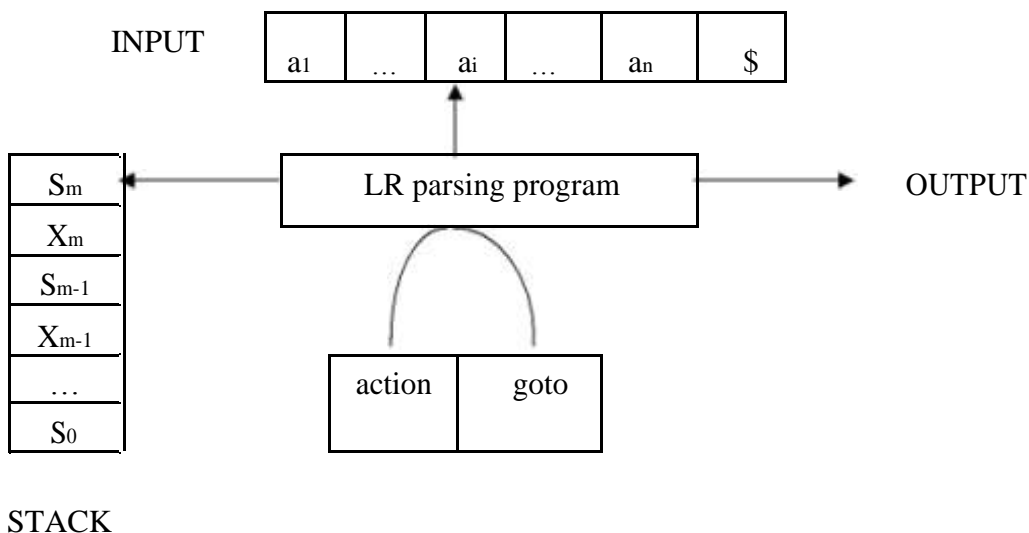 INPUT
a1 … ai … an $
LR parsing program
OUTPUT
Sm
Xm
Sm-1
Xm-1
…
S0
action goto
STACK